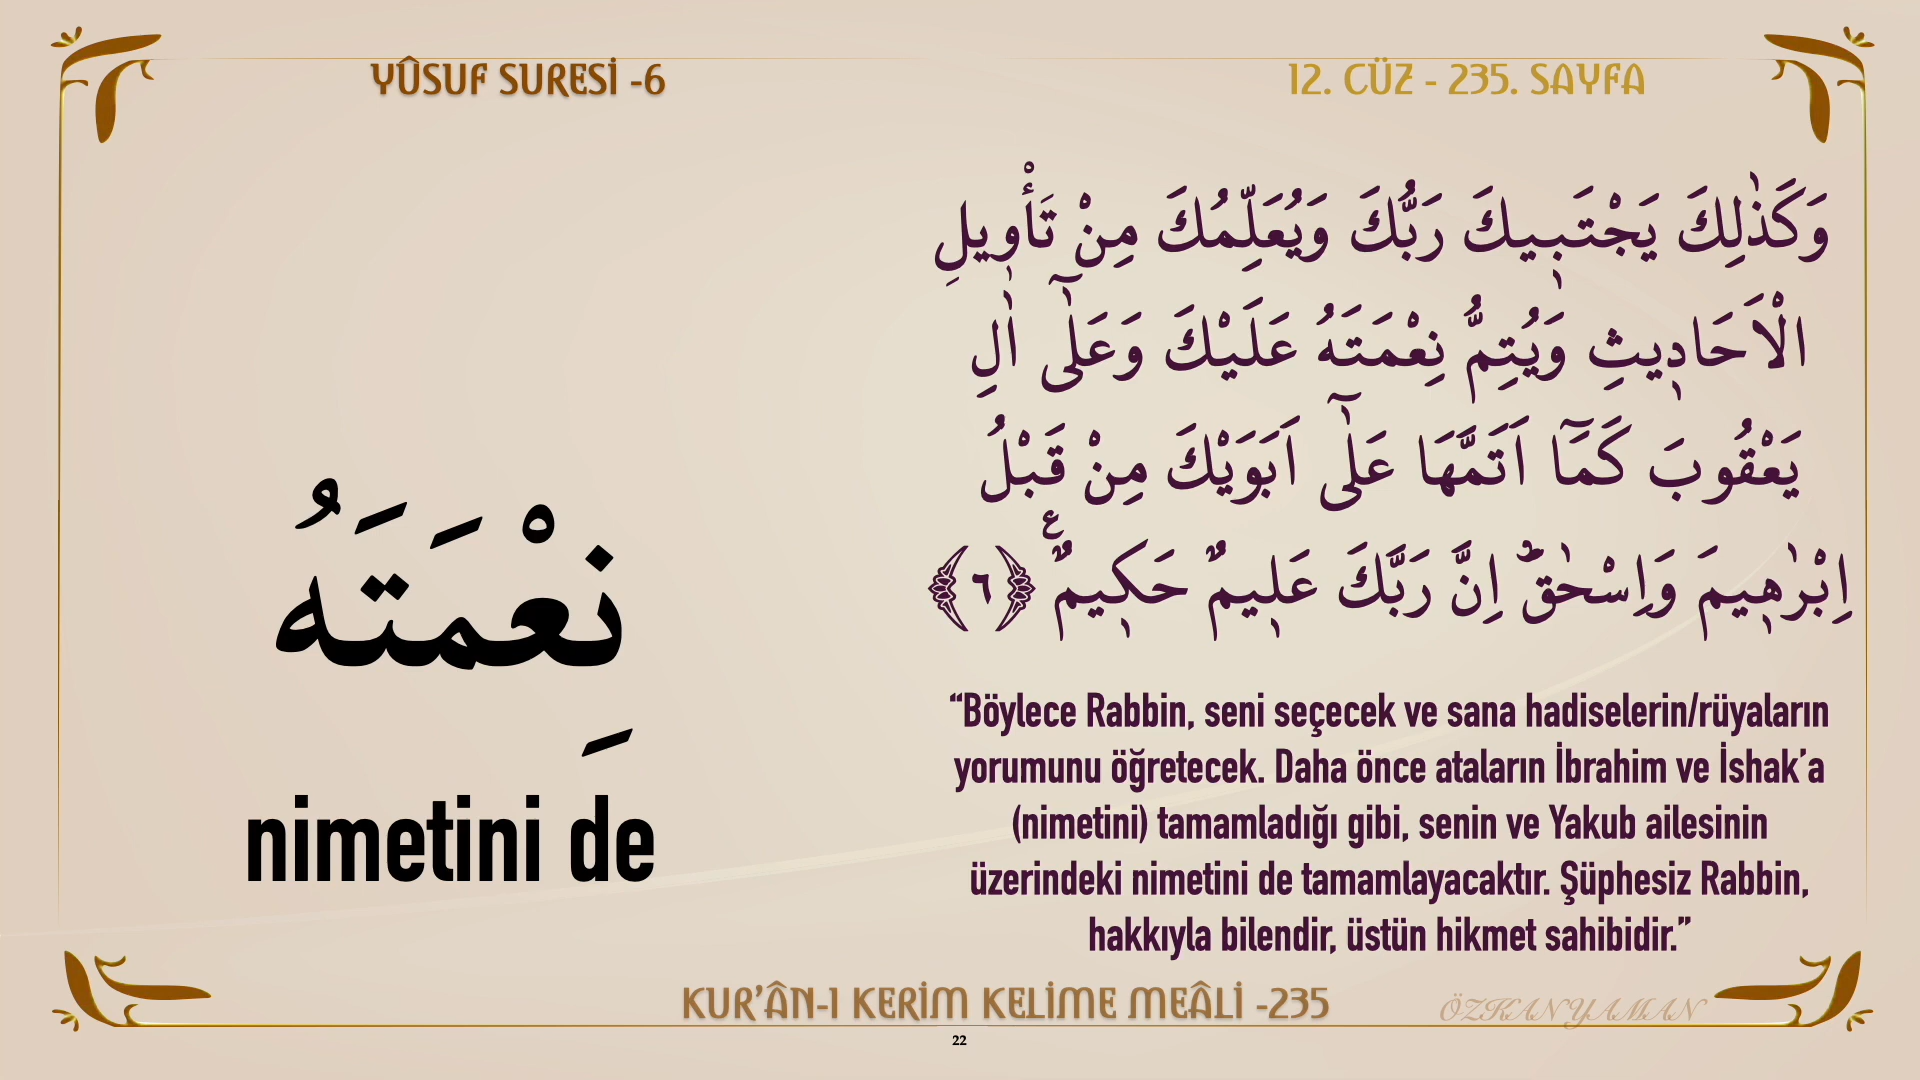 YÛSUF SURESİ -6
12. CÜZ - 235. SAYFA
وَكَذٰلِكَ يَجْتَبٖيكَ رَبُّكَ وَيُعَلِّمُكَ مِنْ تَأْوٖيلِ
الْاَحَادٖيثِ وَيُتِمُّ نِعْمَتَهُ عَلَيْكَ وَعَلٰٓى اٰلِ
يَعْقُوبَ كَمَٓا اَتَمَّهَا عَلٰٓى اَبَوَيْكَ مِنْ قَبْلُ
اِبْرٰهٖيمَ وَاِسْحٰقَؕ اِنَّ رَبَّكَ عَلٖيمٌ حَكٖيمٌࣖ ﴿٦﴾
نِعْمَتَهُ
nimetini de
“Böylece Rabbin, seni seçecek ve sana hadiselerin/rüyaların
yorumunu öğretecek. Daha önce ataların İbrahim ve İshak’a
(nimetini) tamamladığı gibi, senin ve Yakub ailesinin
üzerindeki nimetini de tamamlayacaktır. Şüphesiz Rabbin,
hakkıyla bilendir, üstün hikmet sahibidir.”
KUR’ÂN-I KERİM KELİME MEÂLİ -235
ÖZKAN YAMAN
22